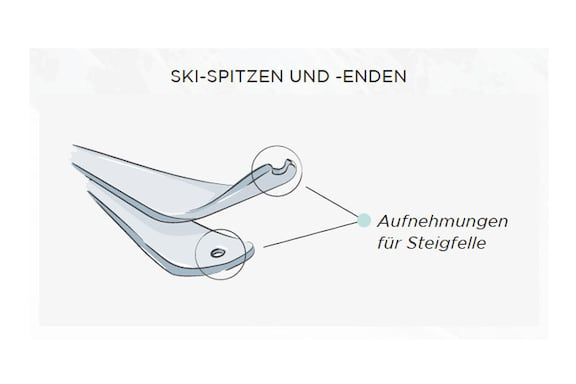 SKI-SPITZEN UND -ENDEN
Aufnehmungen
für Steigfelle